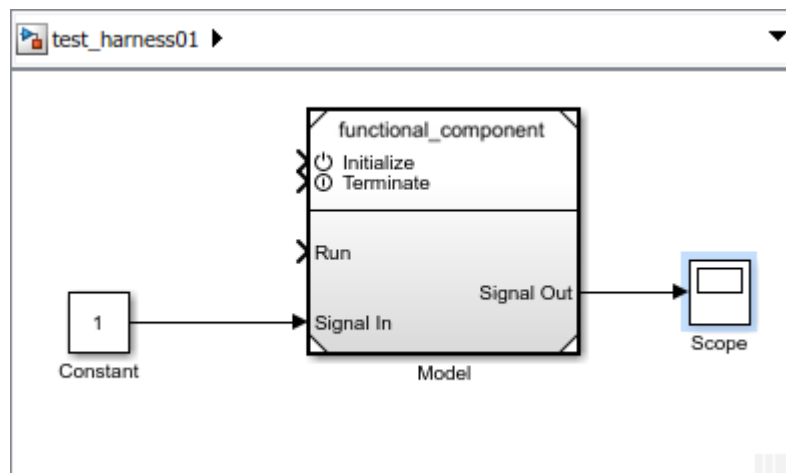 test_harness01
functional_component
Initialize
Terminate
Run
Signal Out
1
Signal In
Scope
Constant
Model